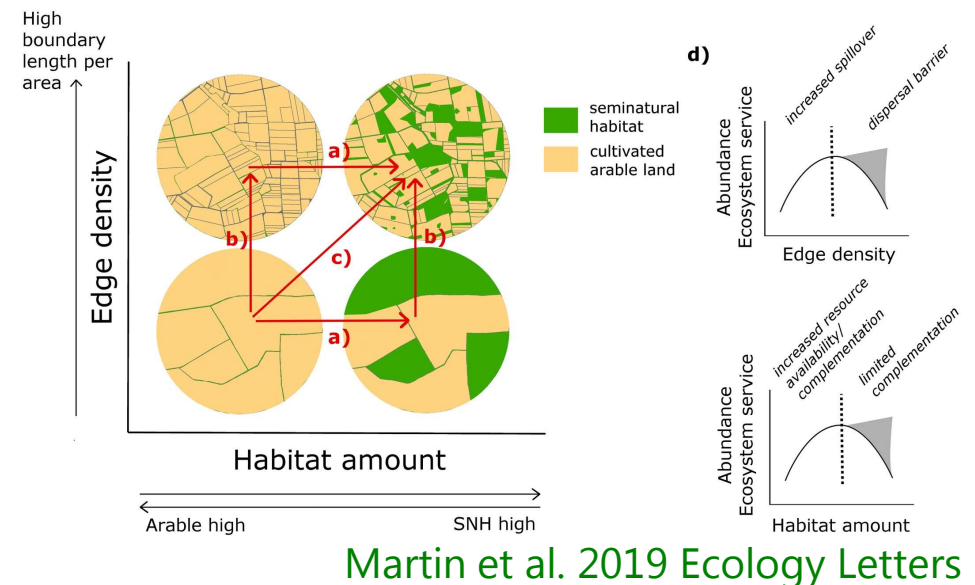 High
boundary
length per
area
Edge density
a)
b)
c)
b)
a)
seminatural
habitat
cultivated
arable land
Habitat amount
Arable high
SNH high
d)
increased spillover
dispersal barrier
Abundance
Ecosystem service
Edge density
increased resource
availability/
complementation
limited
complementation
Abundance
Ecosystem service
Habitat amount
Martin et al. 2019 Ecology Letters